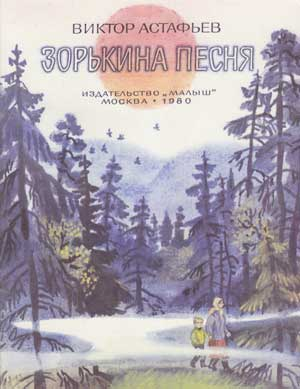 ВИКТОР АСТАФЬЕВ
ЗОРЬКИНА ПЕСНЯ
ИЗДАТЕЛЬСТВО „МАЛЫШ"
МОСКВА • 1980